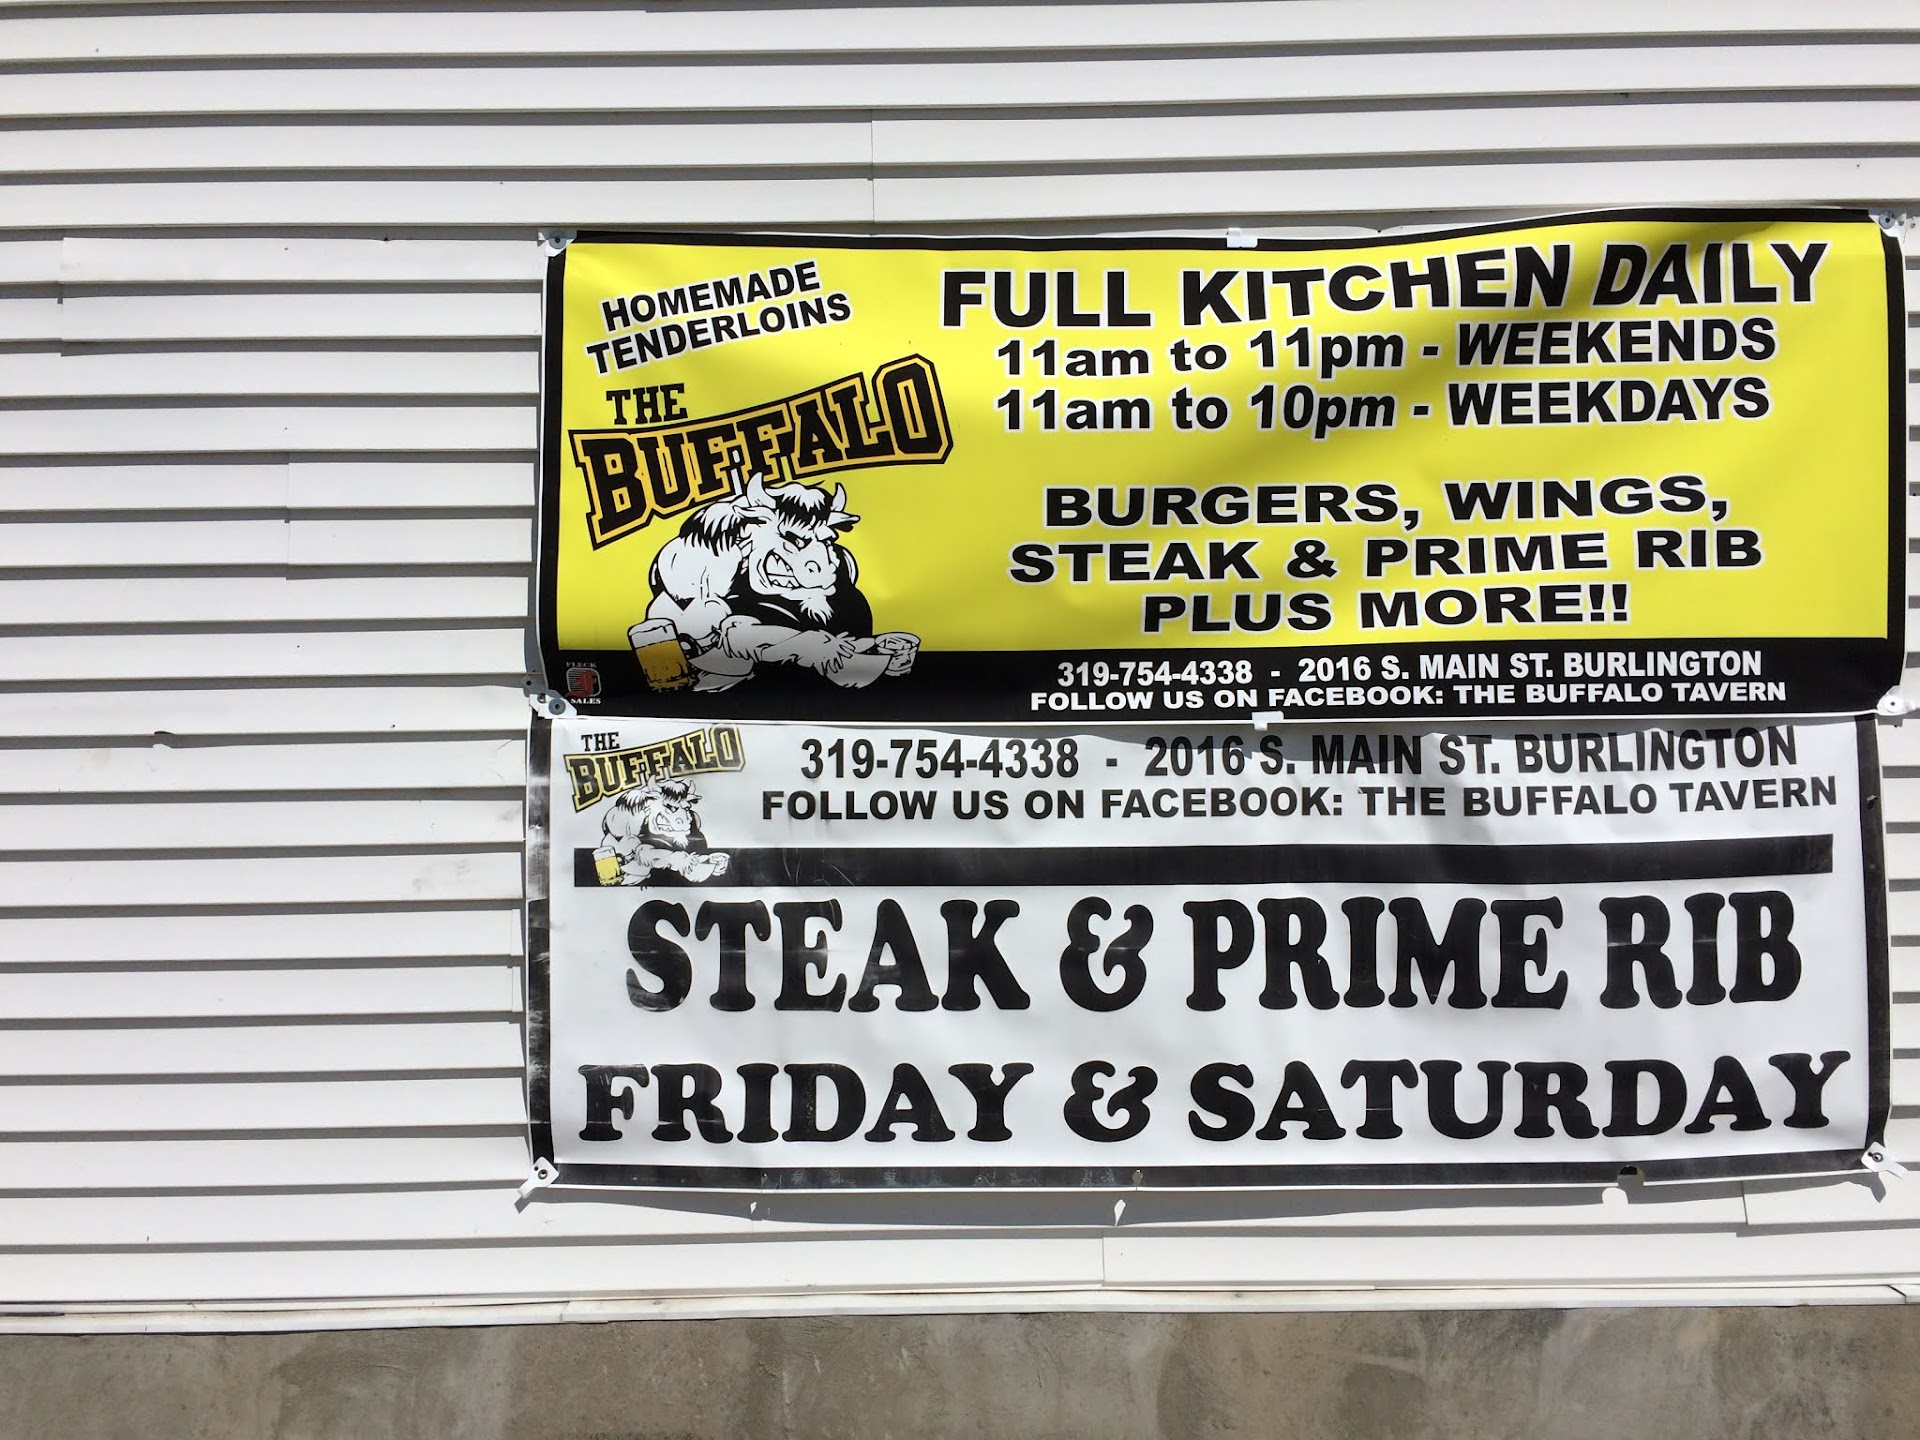 HOMEMADE
TENDERLOINS
THE
BUFFALO
FLECK
SALES
FULL KITCHEN DAILY
11am to 11pm - WEEKENDS
11am to 10pm - WEEKDAYS
BURGERS, WINGS,
STEAK & PRIME RIB
PLUS MORE!!
319-754-4338 - 2016 S. MAIN ST. BURLINGTON
FOLLOW US ON FACEBOOK: THE BUFFALO TAVERN
THE
BUFFALO
319-754-4338 - 2016 S. MAIN ST. BURLINGTON
FOLLOW US ON FACEBOOK: THE BUFFALO TAVERN
STEAK & PRIME RIB
FRIDAY & SATURDAY